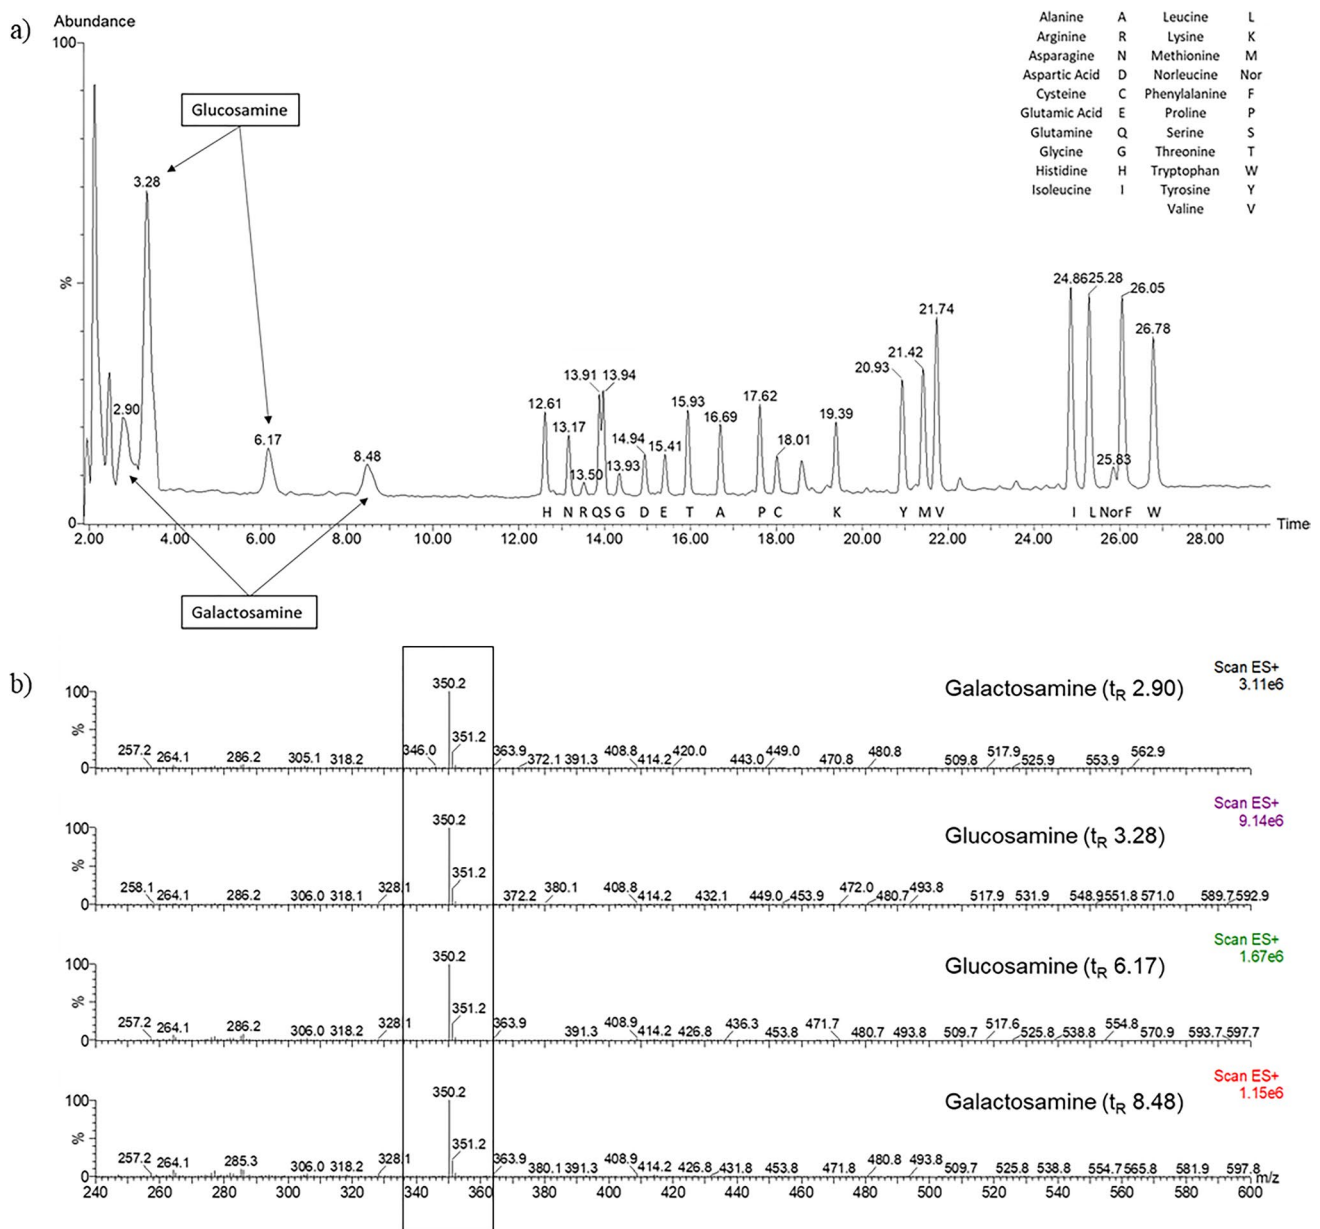 a)
Abundance
Alanine A Leucine L
Arginine R Lysine K
Asparagine N Methionine M
Aspartic Acid D Norleucine Nor
Cysteine C Phenylalanine F
Glutamic Acid E Proline P
Glutamine Q Serine S
Glycine G Threonine T
Histidine H Tryptophan W
Isoleucine I Tyrosine Y
Valine V
100
%
0
Glucosamine
3.28
2.90
6.17
8.48
12.61
13.17
13.50
13.91
13.94
13.93
14.94
15.41
15.93
16.69
17.62
18.01
19.39
20.93
21.42
21.74
24.86
25.28
25.83
26.05
26.78
H N R Q S G D E T A P C K Y M V I L Nor F W
2.00 4.00 6.00 8.00 10.00 12.00 14.00 16.00 18.00 20.00 22.00 24.00 26.00 28.00
Time
Galactosamine
b)
Galactosamine (tR 2.90)
Scan ES+
3.11e6
100
%
0
257.2 264.1 286.2 305.1 318.2 346.0 350.2 351.2 363.9 372.1 391.3 408.8 414.2 420.0 443.0 449.0 470.8 480.8 509.8 517.9 525.9 553.9 562.9
Glucosamine (tR 3.28)
Scan ES+
9.14e6
100
%
0
258.1 264.1 286.2 306.0 318.1 328.1 350.2 351.2 372.2 380.1 408.8 414.2 432.1 449.0 453.9 472.0 480.7 493.8 517.9 531.9 548.9 551.8 571.0 589.7 592.9
Glucosamine (tR 6.17)
Scan ES+
1.67e6
100
%
0
257.2 264.1 286.2 306.0 318.2 328.1 350.2 351.2 363.9 391.3 408.9 414.2 426.8 436.3 453.8 471.7 480.7 493.8 509.7 517.6 525.8 538.8 554.8 570.9 593.7 597.7
Galactosamine (tR 8.48)
Scan ES+
1.15e6
100
%
0
257.2 264.1 285.3 306.0 318.2 328.1 350.2 351.2 363.9 380.1 391.3 408.9 414.2 426.8 431.8 453.8 471.8 480.8 493.8 509.7 525.8 538.8 554.7 565.8 581.9 597.8
m/z
240 260 280 300 320 340 360 380 400 420 440 460 480 500 520 540 560 580 600